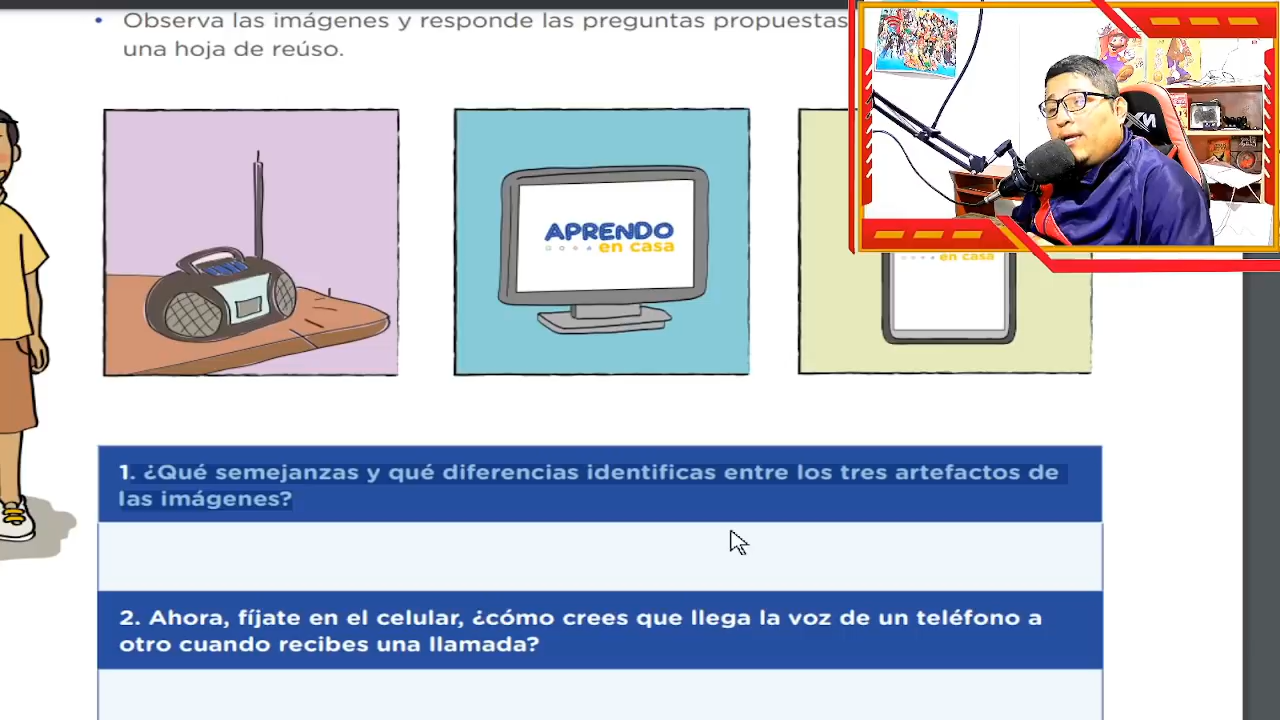 • Observa las imágenes y responde las preguntas propuestas
una hoja de reúso.
APRENDO
en casa
en casa
1. ¿Qué semejanzas y qué diferencias identificas entre los tres artefactos de
las imágenes?
2. Ahora, fíjate en el celular, ¿cómo crees que llega la voz de un teléfono a
otro cuando recibes una llamada?